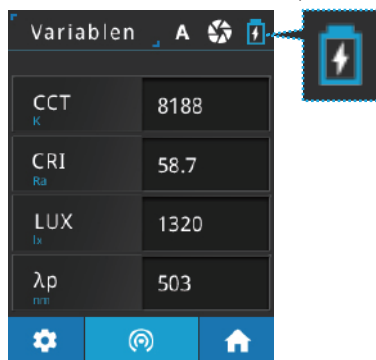 Variablen A
CCT 8188
K
CRI 58.7
Ra
LUX 1320
lx
λp 503
nm